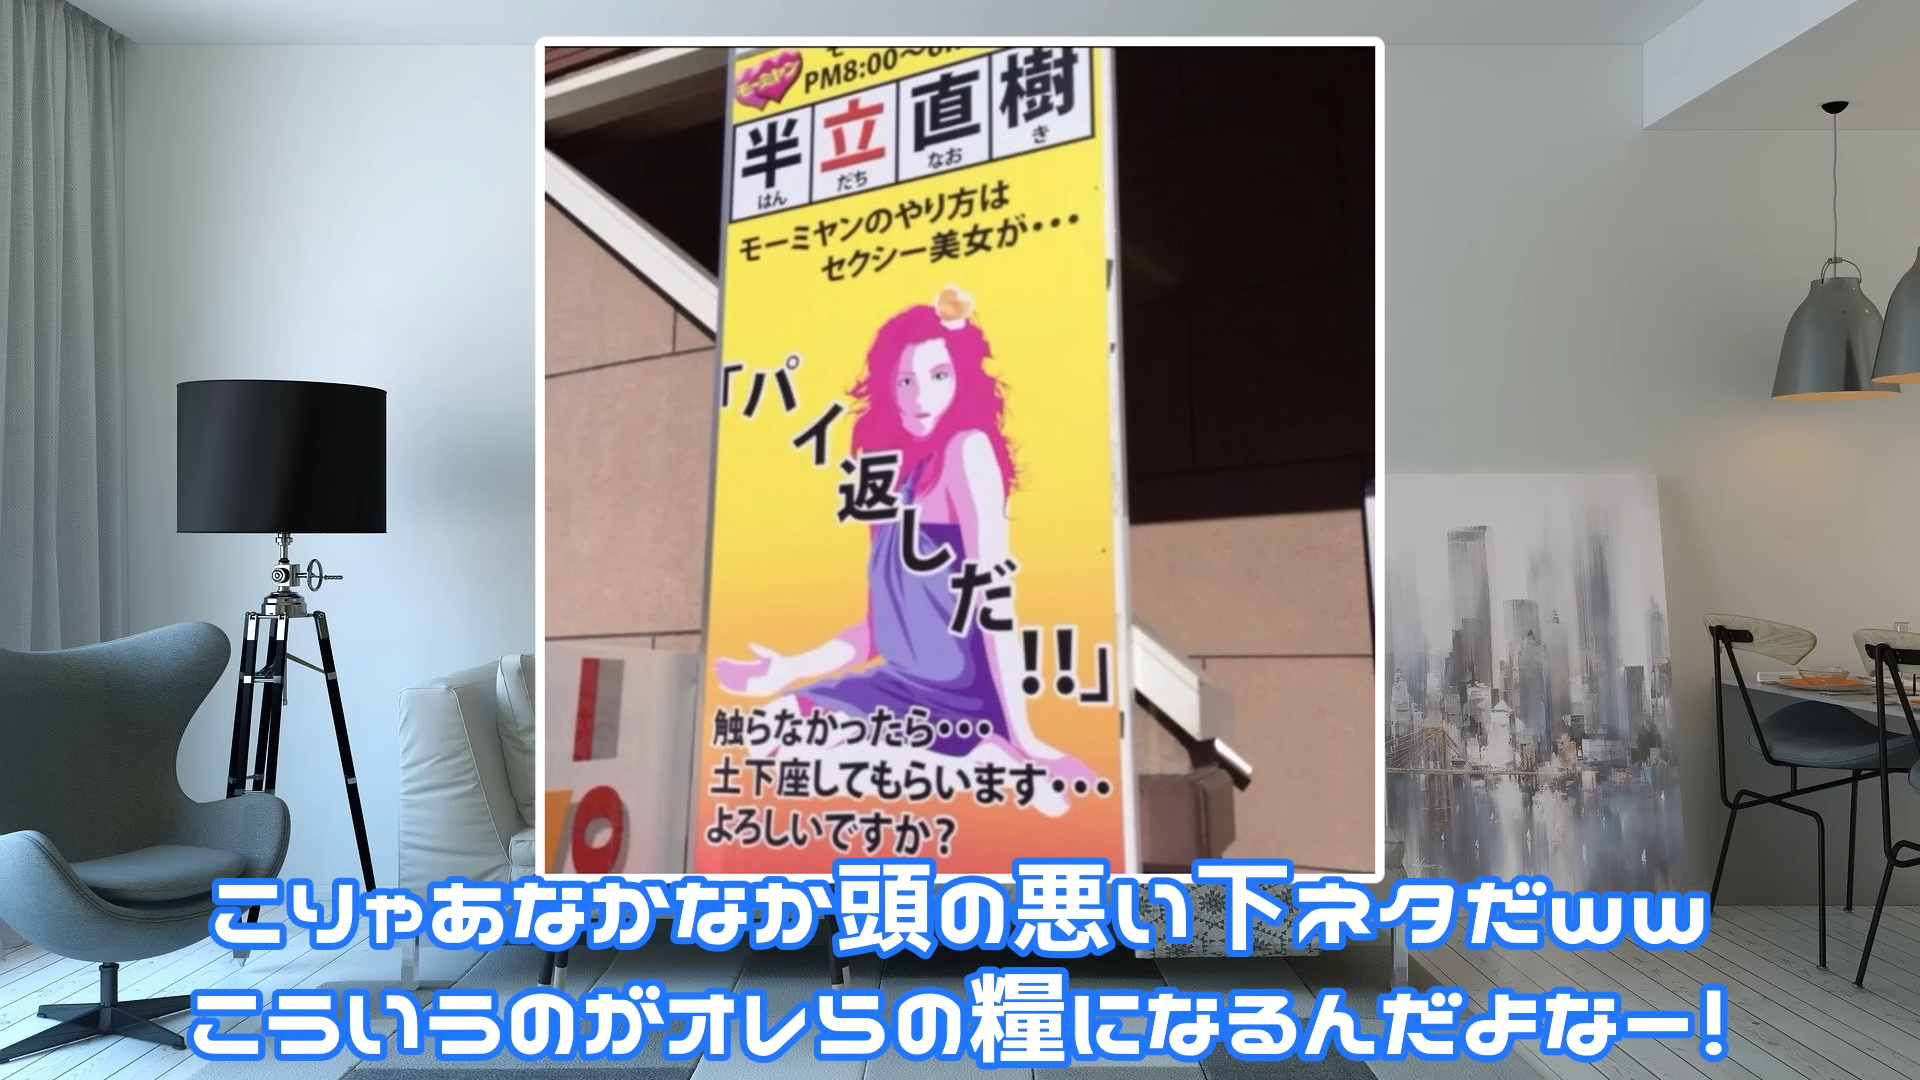 モーミヤン
PM8:00～
半立直樹
はん だち なお き
モーミヤンのやり方は
セクシー美女が・・・
「パイ返しだ!!」
触らなかったら・・・
土下座してもらいます・・・
よろしいですか?
こりゃあなかなか頭の悪い下ネタだww
こういうのがオレらの糧になるんだよなー!